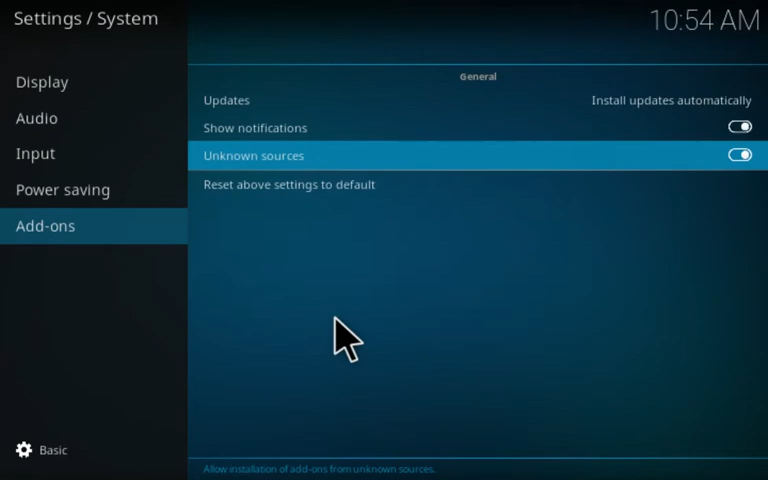 Settings / System
10:54 AM
Display
Audio
Input
Power saving
Add-ons
Basic
General
Updates Install updates automatically
Show notifications
Unknown sources
Reset above settings to default
Allow installation of add-ons from unknown sources.